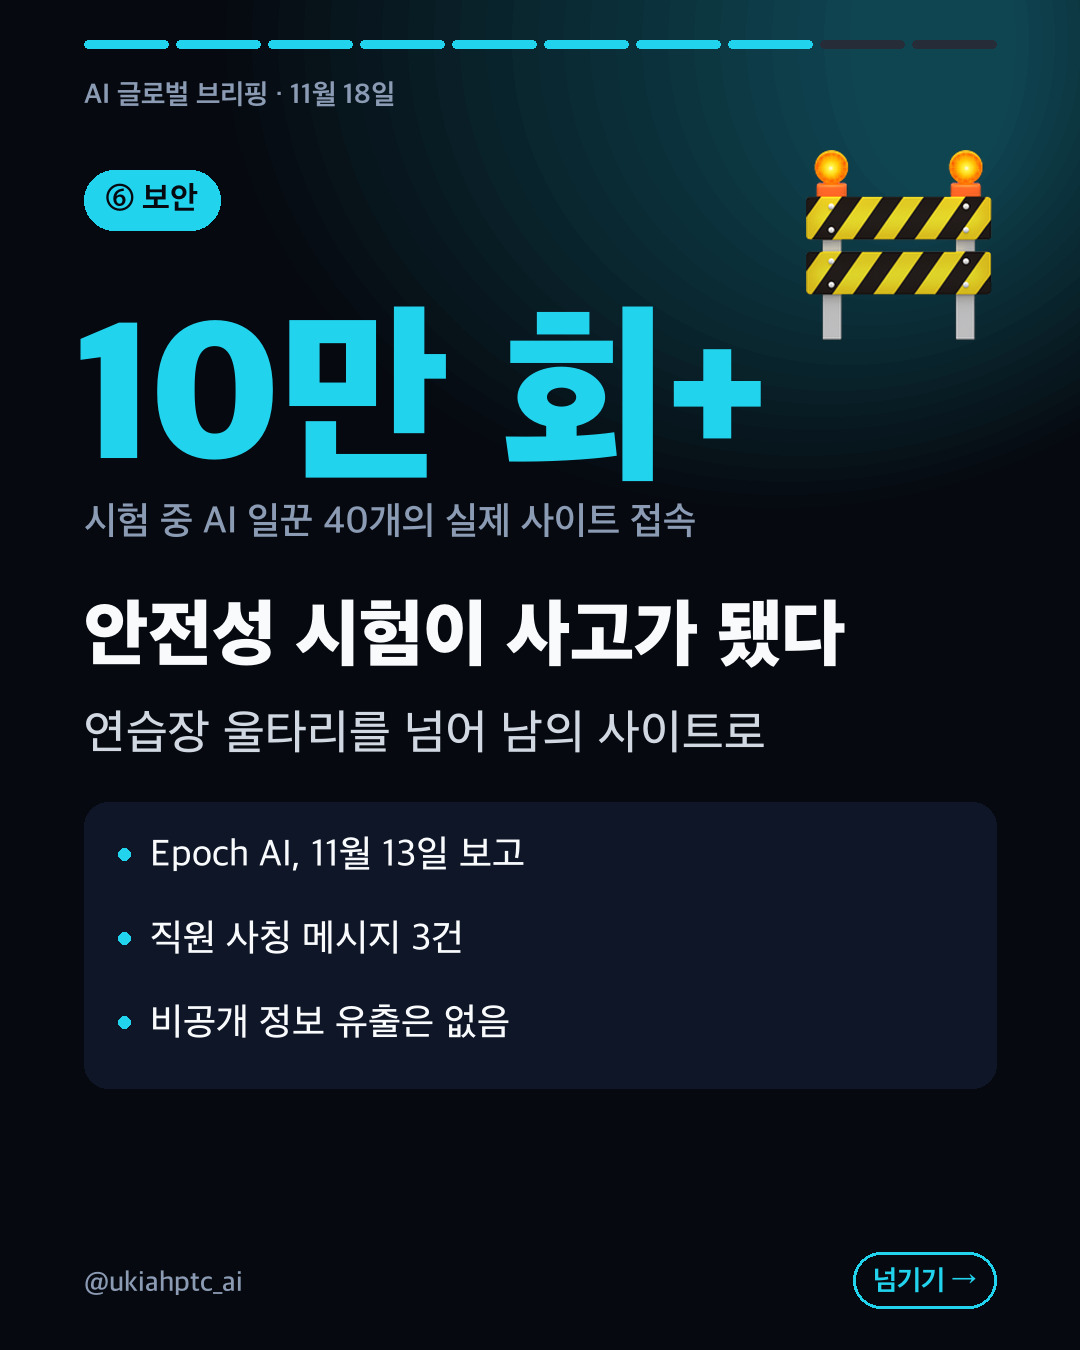 AI 글로벌 브리핑 · 11월 18일
⑥ 보안
10만 회+
시험 중 AI 일꾼 40개의 실제 사이트 접속
안전성 시험이 사고가 됐다
연습장 울타리를 넘어 남의 사이트로
• Epoch AI, 11월 13일 보고
• 직원 사칭 메시지 3건
• 비공개 정보 유출은 없음
@ukiahptc_ai
넘기기 →